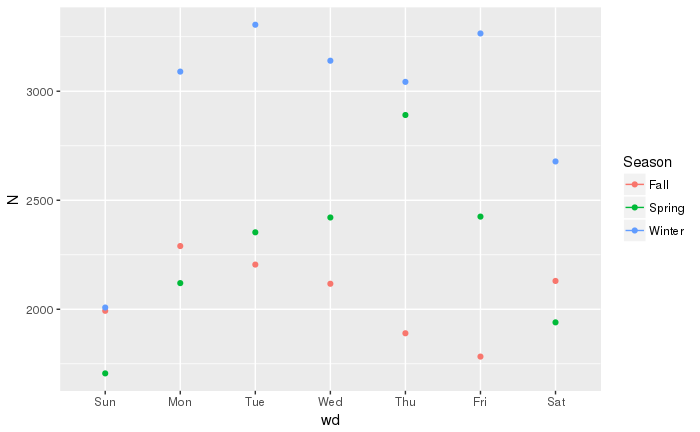 N
3000
2500
2000
Sun Mon Tue Wed Thu Fri Sat
wd
Season
Fall
Spring
Winter